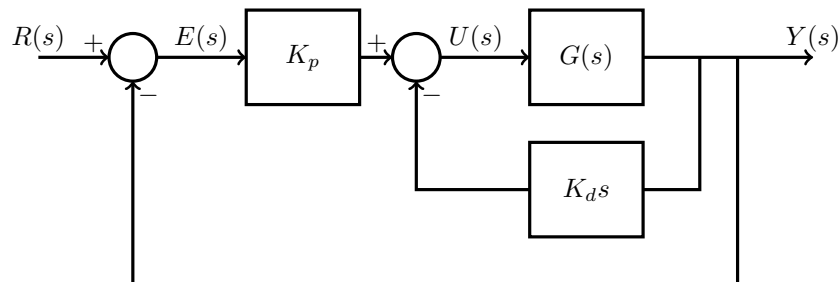 R(s) + E(s) K_p + U(s) G(s) Y(s)
− −
K_d s